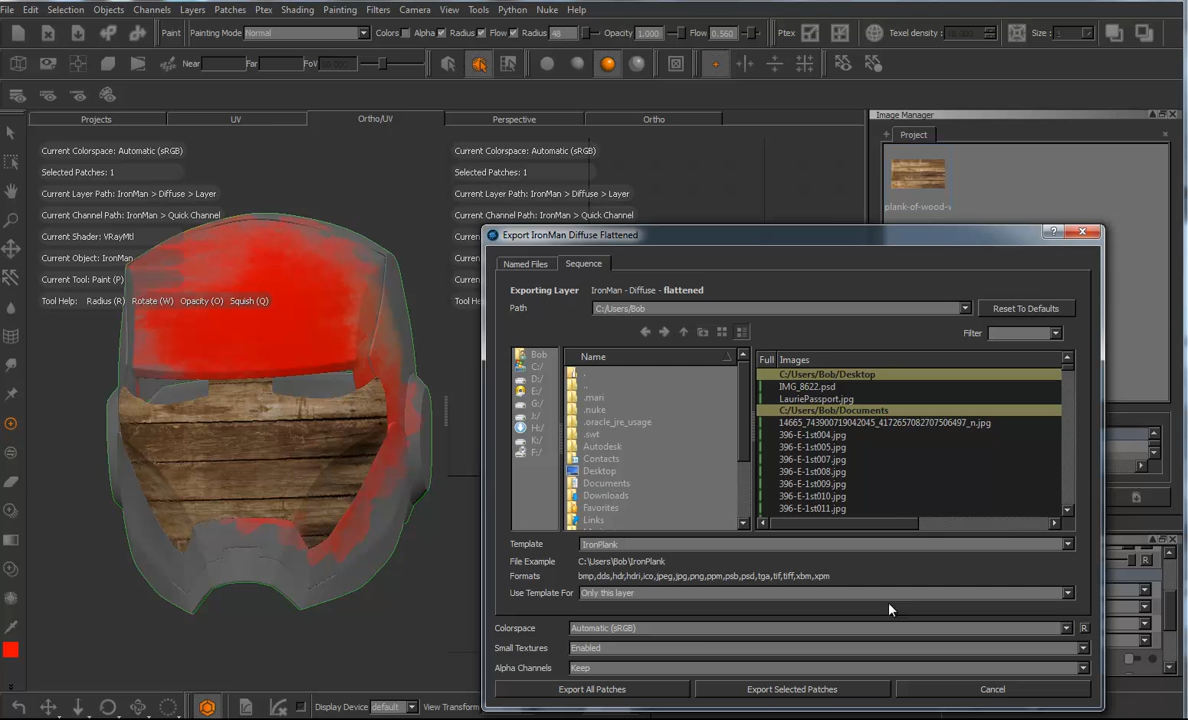 File Edit Selection Objects Channels Layers Patches Ptex Shading Painting Filters Camera View Tools Python Nuke Help
Paint Painting Mode Normal Colors Alpha Radius Flow Radius 48 Opacity 1.000 Flow 0.560 Ptex Texel density: Size:
Near Far FoV
Projects UV Ortho/UV Perspective Ortho
Image Manager
Project
plank-of-wood-v
Current Colorspace: Automatic (sRGB)
Selected Patches: 1
Current Layer Path: IronMan > Diffuse > Layer
Current Channel Path: IronMan > Quick Channel
Current Shader: VRayMtl
Current Object: IronMan
Current Tool: Paint (P)
Tool Help: Radius (R) Rotate (W) Opacity (O) Squish (Q)
Current Colorspace: Automatic (sRGB)
Selected Patches: 1
Current Layer Path: IronMan > Diffuse > Layer
Current Channel Path: IronMan > Quick Channel
Curre
Curre
Curre
Tool He
Export IronMan Diffuse Flattened
Named Files Sequence
Exporting Layer IronMan - Diffuse - flattened
Path C:/Users/Bob Reset To Defaults
Filter
Bob
C:/
D:/
E:/
G:/
J:/
H:/
K:/
F:/
Name
.
..
.mari
.nuke
.oracle_jre_usage
.swt
Autodesk
Contacts
Desktop
Documents
Downloads
Favorites
Links
Full Images
C:/Users/Bob/Desktop
IMG_8622.psd
LauriePassport.jpg
C:/Users/Bob/Documents
14665_743900719042045_4172657082707506497_n.jpg
396-E-1st004.jpg
396-E-1st005.jpg
396-E-1st007.jpg
396-E-1st008.jpg
396-E-1st009.jpg
396-E-1st010.jpg
396-E-1st011.jpg
Template IronPlank
File Example C:\Users\Bob\IronPlank
Formats bmp,dds,hdr,hdri,ico,jpeg,jpg,png,ppm,psb,psd,tga,tif,tiff,xbm,xpm
Use Template For Only this layer
Colorspace Automatic (sRGB) R
Small Textures Enabled
Alpha Channels Keep
Export All Patches Export Selected Patches Cancel
R
Display Device default View Transform